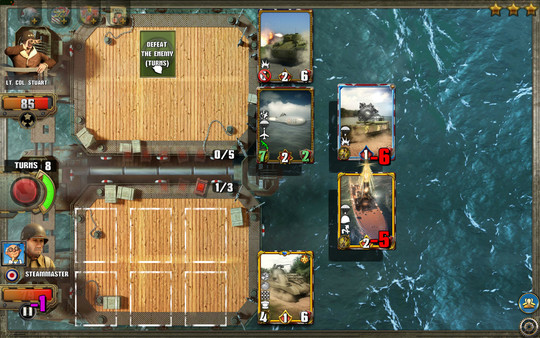 DEFEAT
THE ENEMY
(TURNS)
LT. COL. STUART
85
2 6
7 2 2
1 -6
0/5
TURNS: 8
1/3
2 -5
STEAMMASTER
-1
4 1 6